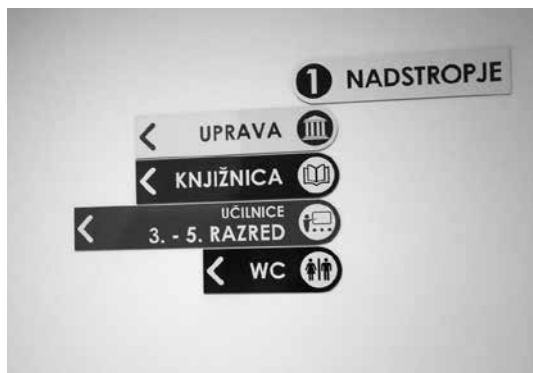 1 NADSTROPJE
UPRAVA
KNJIŽNICA
UČILNICE
3. - 5. RAZRED
WC